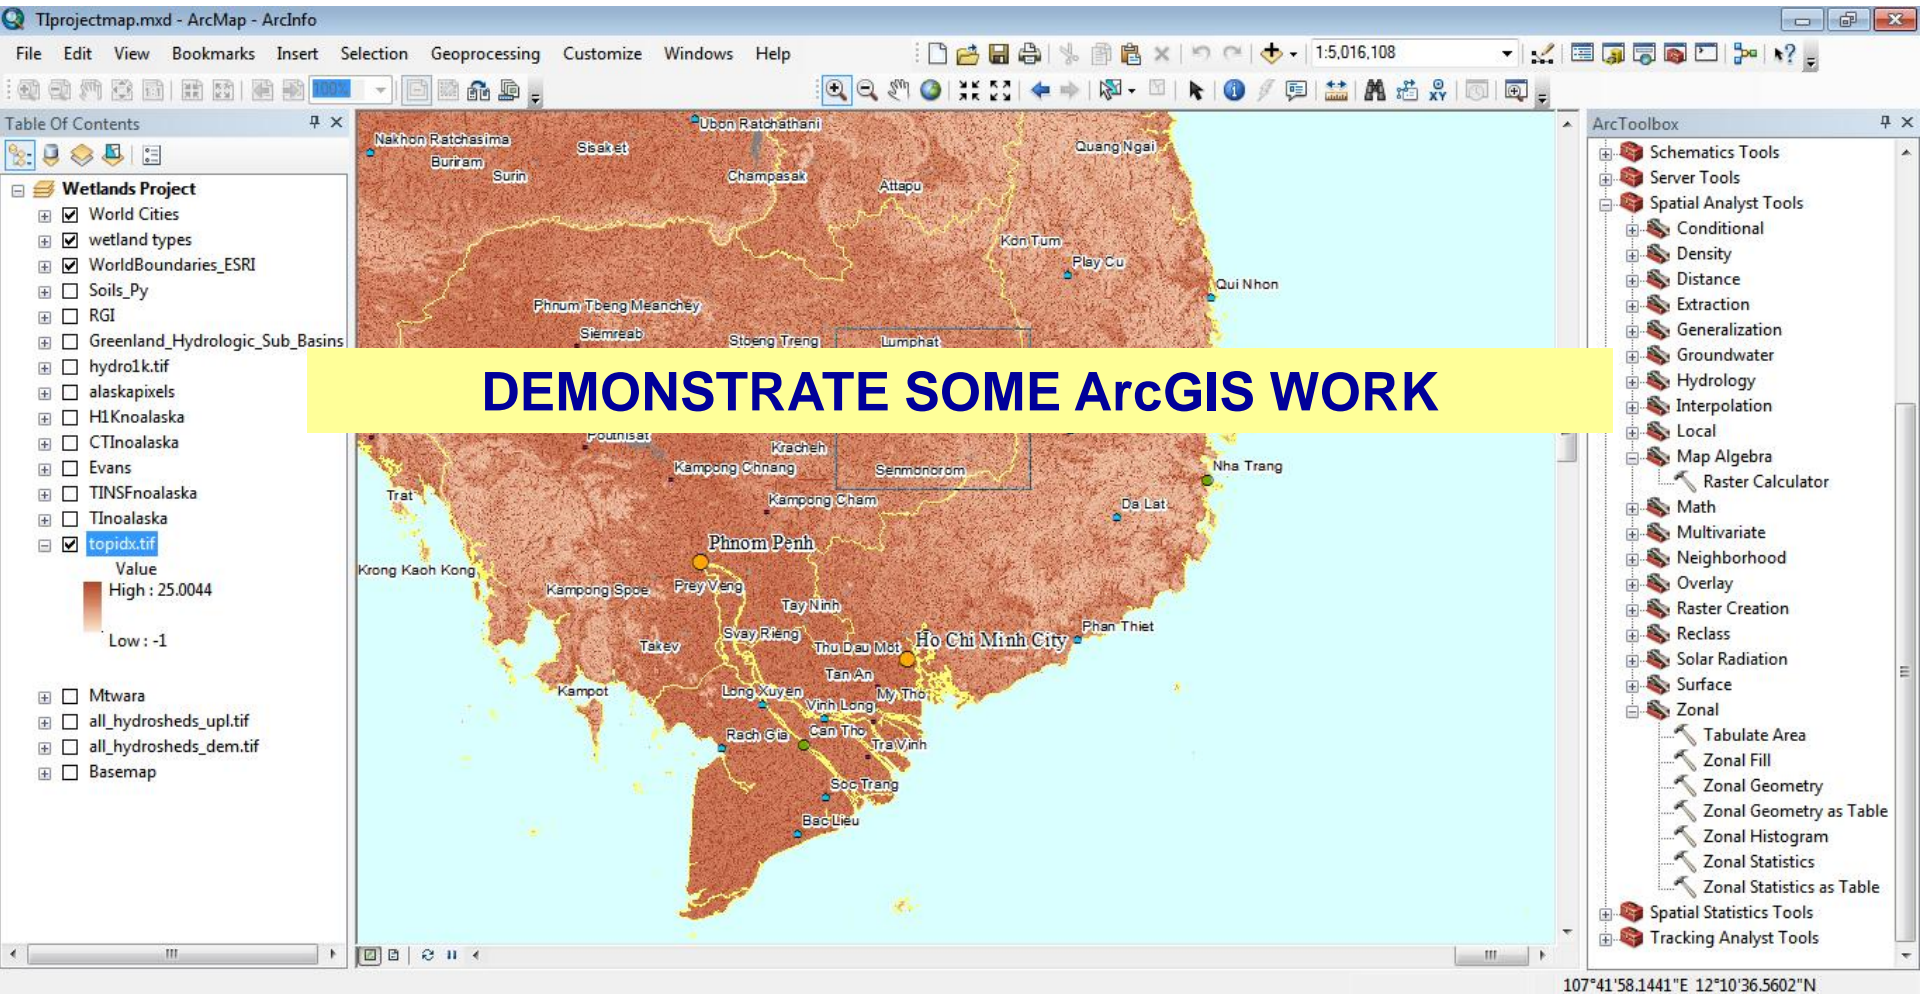 TIprojectmap.mxd - ArcMap - ArcInfo
File Edit View Bookmarks Insert Selection Geoprocessing Customize Windows Help
1:5,016,108
100%
Table Of Contents
Wetlands Project
World Cities
wetland types
WorldBoundaries_ESRI
Soils_Py
RGI
Greenland_Hydrologic_Sub_Basins
hydro1k.tif
alaskapixels
H1Knoalaska
CTInoalaska
Evans
TINSFnoalaska
TInoalaska
topidx.tif
Value
High : 25.0044
Low : -1
Mtwara
all_hydrosheds_upl.tif
all_hydrosheds_dem.tif
Basemap
Ubon Ratchathani
Nakhon Ratchasima
Sisaket
Quang Ngai
Buriram
Surin
Champasak
Attapu
Kon Tum
Play Cu
Qui Nhon
Phnum Tbeng Meanchey
Siemreab
Stoeng Treng
Lumphat
DEMONSTRATE SOME ArcGIS WORK
Pouthisat
Kracheh
Kampong Chnang
Senmonorom
Nha Trang
Trat
Kampong Cham
Da Lat
Phnom Penh
Krong Kaoh Kong
Kampong Spoe
Prey Veng
Tay Ninh
Svay Rieng
Ho Chi Minh City
Phan Thiet
Takev
Thu Dau Mot
Tan An
Kampot
Long Xuyen
My Tho
Vinh Long
Rach Gia
Can Tho
Tra Vinh
Soc Trang
Bac Lieu
ArcToolbox
Schematics Tools
Server Tools
Spatial Analyst Tools
Conditional
Density
Distance
Extraction
Generalization
Groundwater
Hydrology
Interpolation
Local
Map Algebra
Raster Calculator
Math
Multivariate
Neighborhood
Overlay
Raster Creation
Reclass
Solar Radiation
Surface
Zonal
Tabulate Area
Zonal Fill
Zonal Geometry
Zonal Geometry as Table
Zonal Histogram
Zonal Statistics
Zonal Statistics as Table
Spatial Statistics Tools
Tracking Analyst Tools
107°41'58.1441"E 12°10'36.5602"N